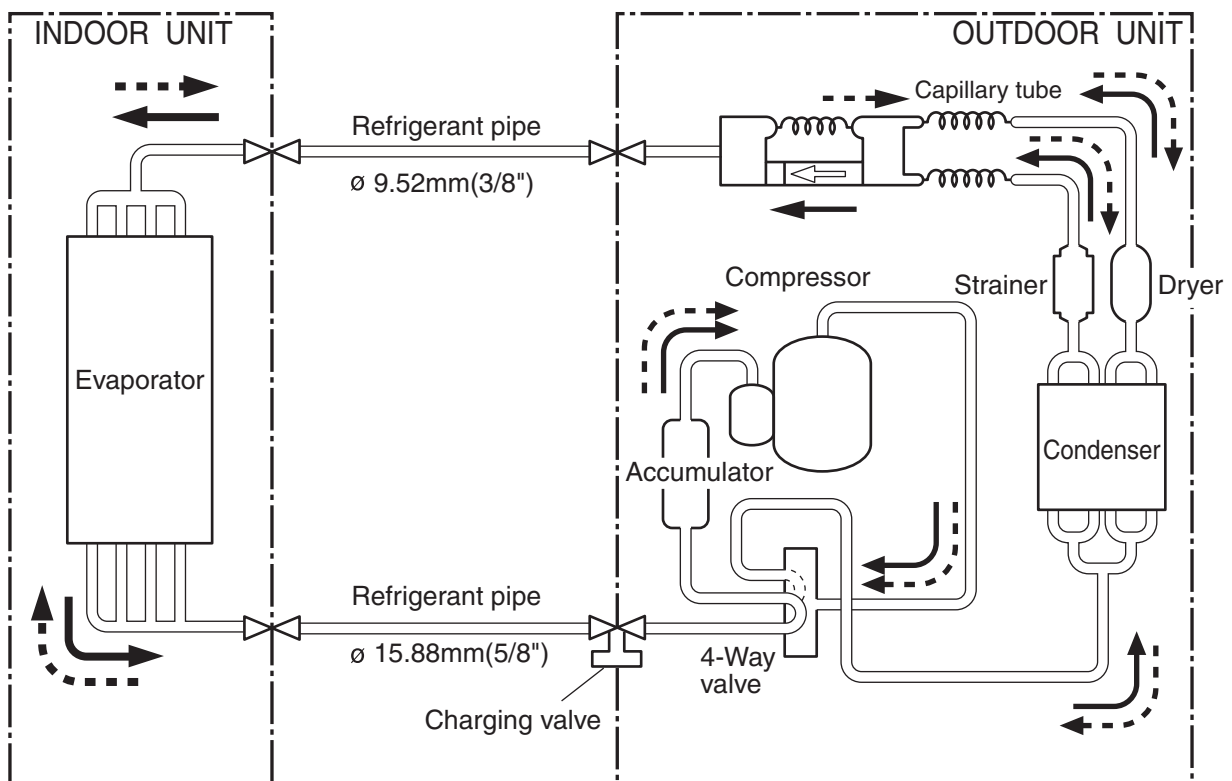 INDOOR UNIT
OUTDOOR UNIT
Capillary tube
Refrigerant pipe
ø 9.52mm(3/8")
Compressor
Strainer
Dryer
Evaporator
Accumulator
Condenser
Refrigerant pipe
ø 15.88mm(5/8")
4-Way
valve
Charging valve